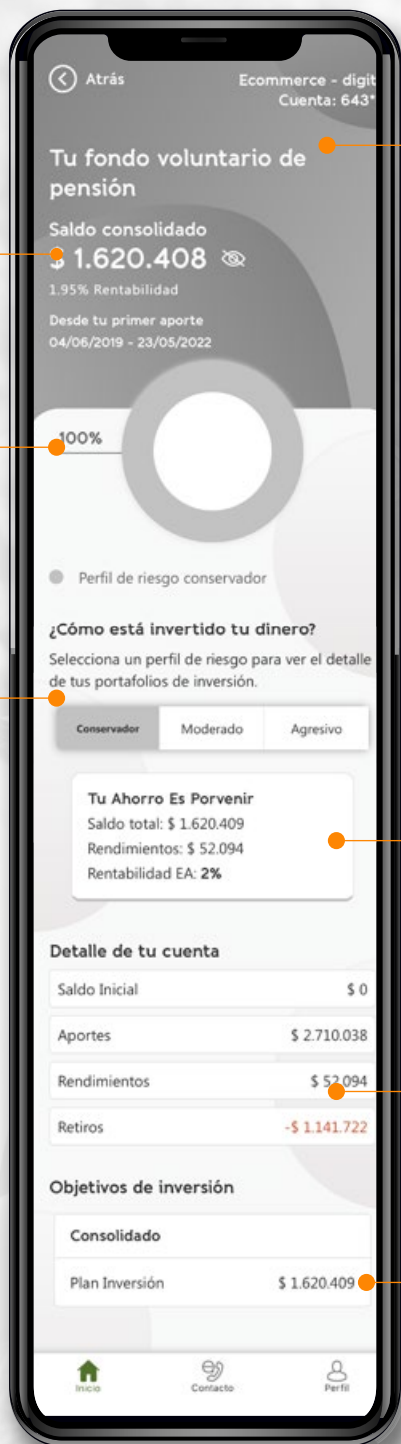 Atrás
Ecommerce - digit
Cuenta: 643*
Tu fondo voluntario de
pensión
Saldo consolidado
$ 1.620.408
1.95% Rentabilidad
Desde tu primer aporte
04/06/2019 - 23/05/2022
100%
Perfil de riesgo conservador
¿Cómo está invertido tu dinero?
Selecciona un perfil de riesgo para ver el detalle
de tus portafolios de inversión.
Conservador Moderado Agresivo
Tu Ahorro Es Porvenir
Saldo total: $ 1.620.409
Rendimientos: $ 52.094
Rentabilidad EA: 2%
Detalle de tu cuenta
Saldo Inicial $ 0
Aportes $ 2.710.038
Rendimientos $ 52.094
Retiros -$ 1.141.722
Objetivos de inversión
Consolidado
Plan Inversión $ 1.620.409
Inicio Contacto Perfil